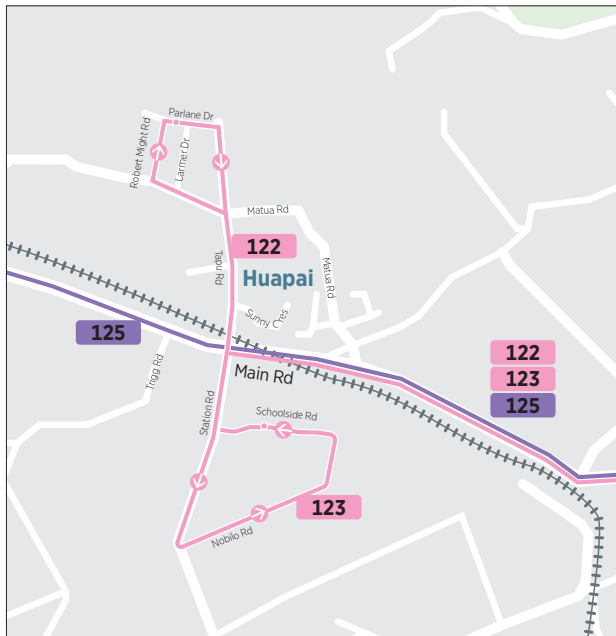 Parlane Dr
Robert Might Rd
Larmer Dr
Matua Rd
122
Tapu Rd
Huapai
Matua Rd
Sunny Cres
125
Trigg Rd
Main Rd
122
123
125
Station Rd
Schoolside Rd
123
Nobilo Rd